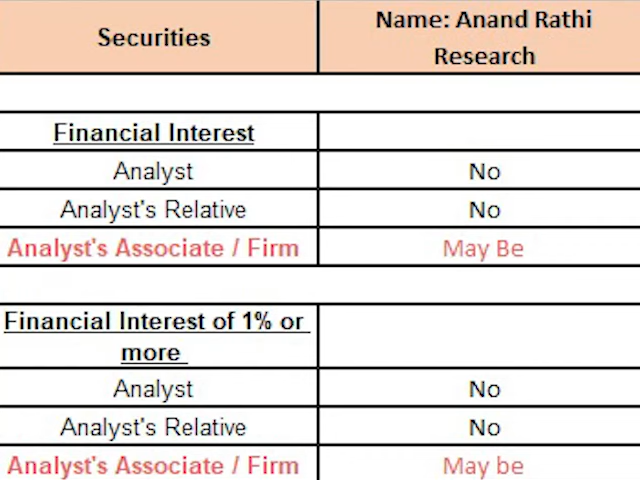 Securities
Name: Anand Rathi
Research
Financial Interest
Analyst No
Analyst's Relative No
Analyst's Associate / Firm May Be
Financial Interest of 1% or
more
Analyst No
Analyst's Relative No
Analyst's Associate / Firm May be